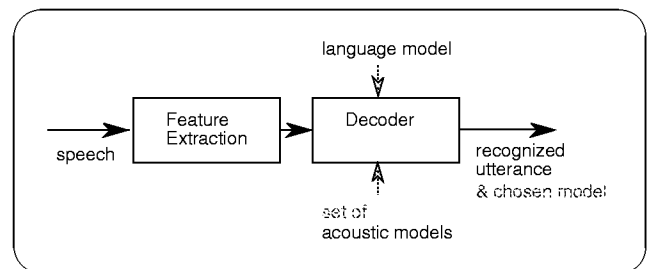 language model
Feature
Extraction
Decoder
speech
recognized
utterance
& chosen model
set of
acoustic models